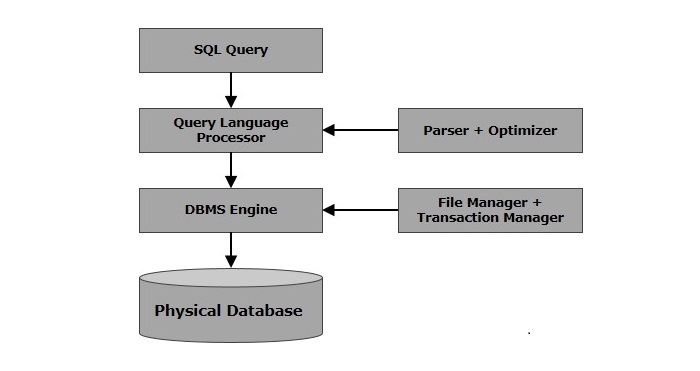 SQL Query
Query Language
Processor
Parser + Optimizer
DBMS Engine
File Manager +
Transaction Manager
Physical Database
.